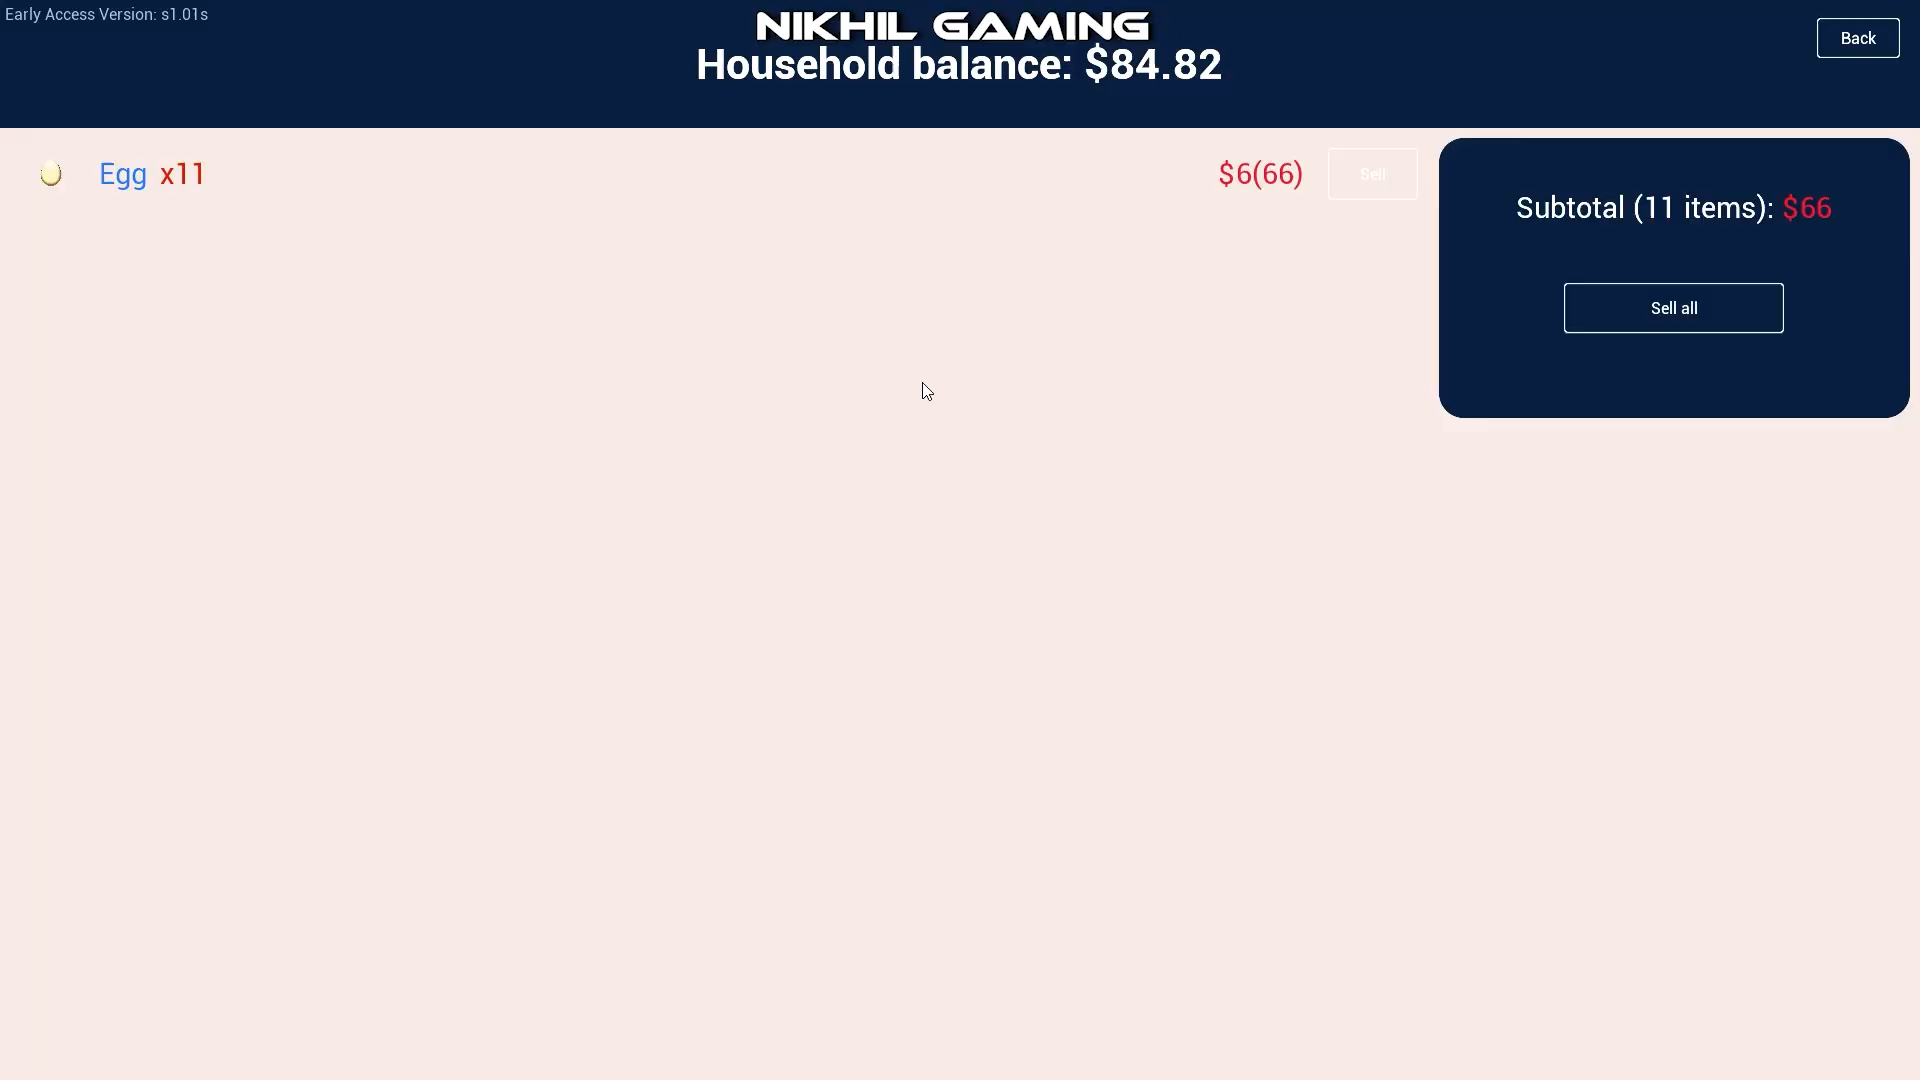 Early Access Version: s1.01s
NIKHIL GAMING
Household balance: $84.82
Back
Egg x11
$6(66)
Sell
Subtotal (11 items): $66
Sell all